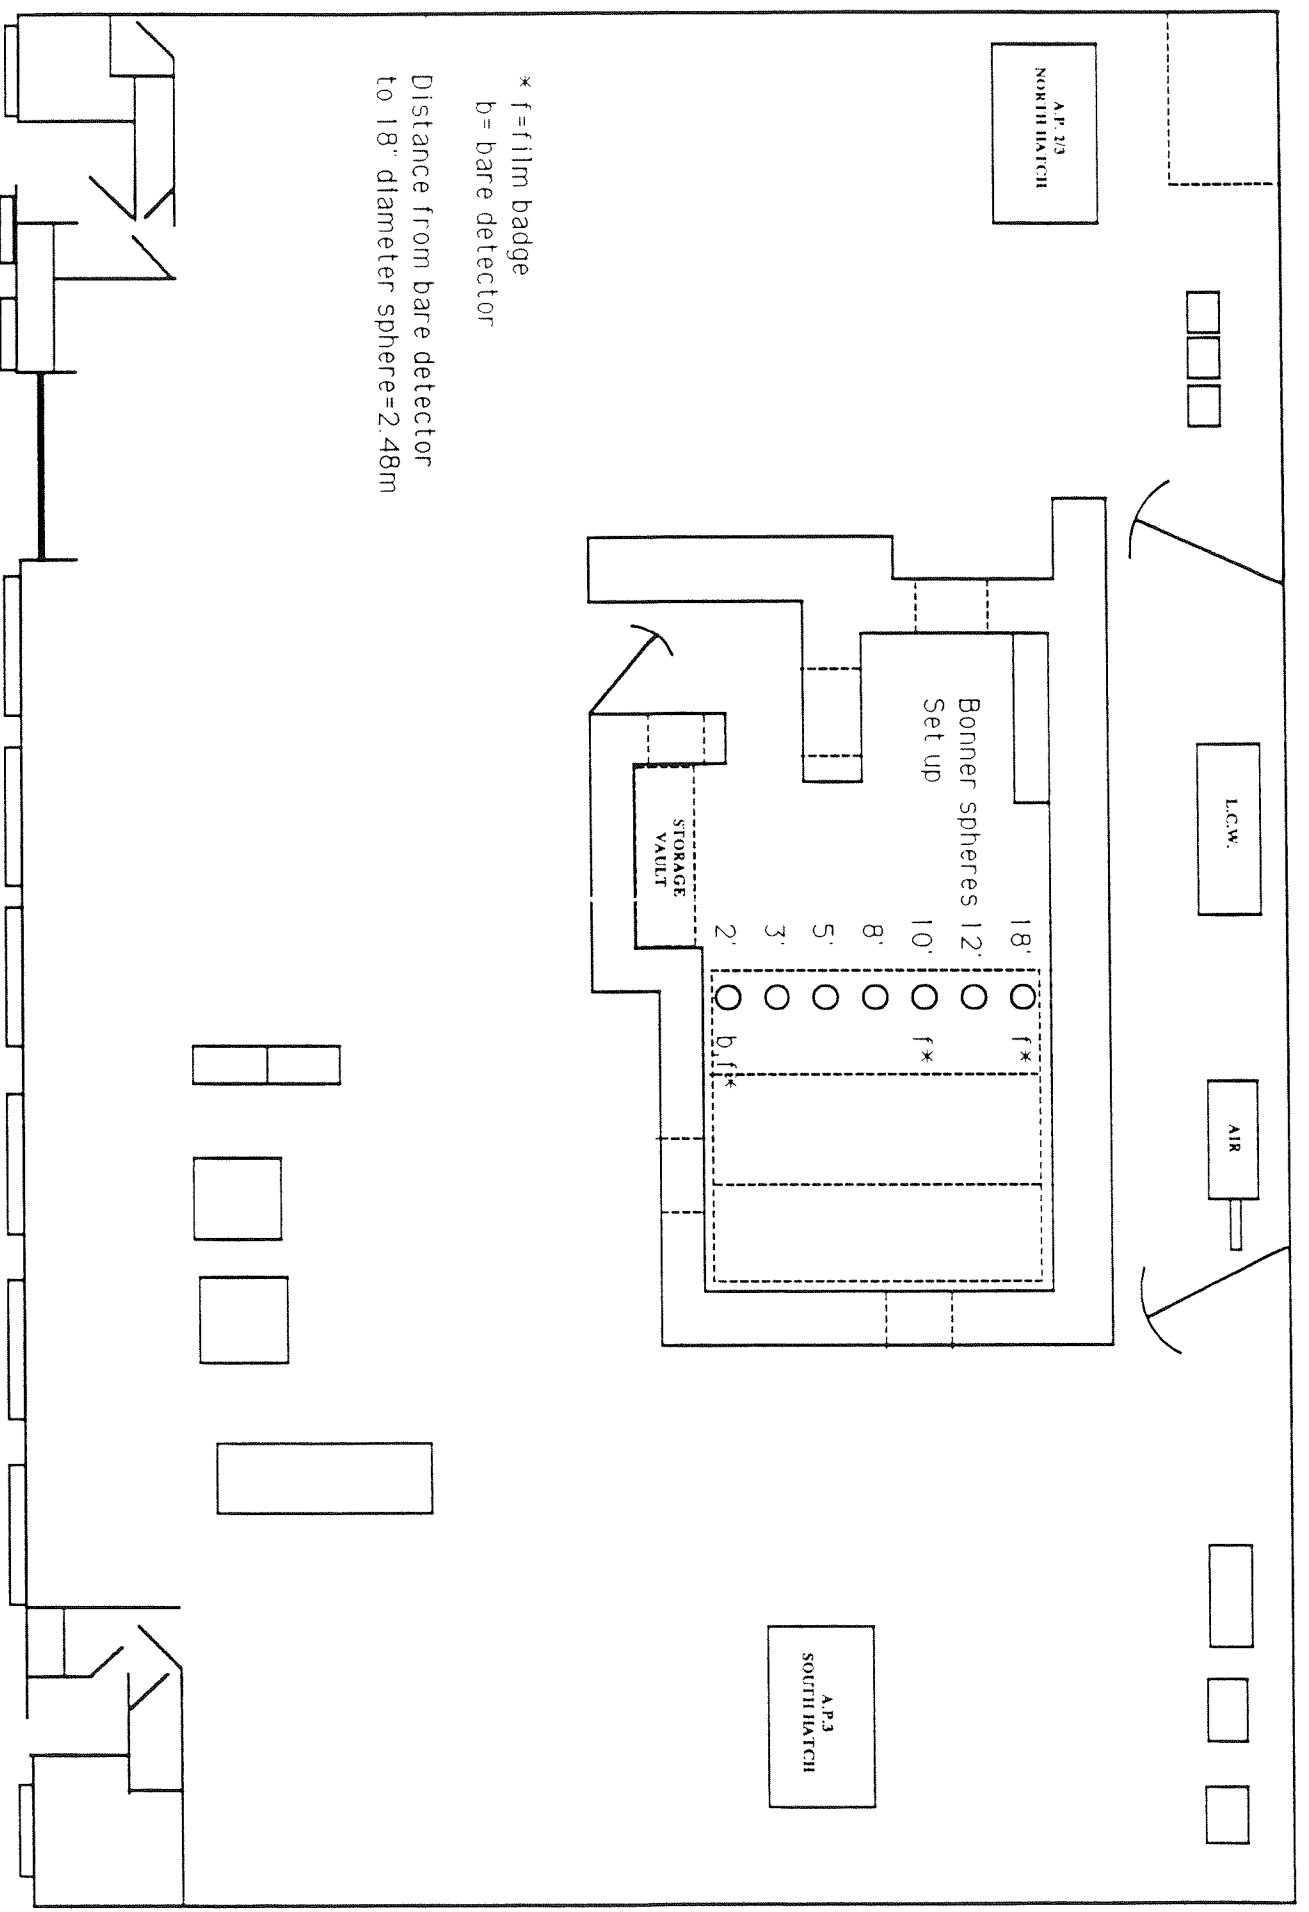 A.P. 2/3
NORTH HATCH
L.C.W.
AIR
* f=film badge
b= bare detector
Distance from bare detector
to 18" diameter sphere=2.48m
Bonner spheres
Set up
18'
12'
10'
8'
5'
3'
2'
f*
f*
b,f*
STORAGE
VAULT
A.P.3
SOUTH HATCH